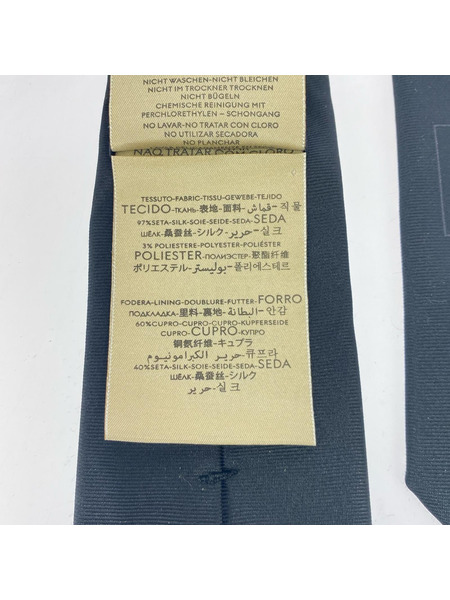 NICHT WASCHEN-NICHT BLEICHEN
NICHT IM TROCKNER TROCKNEN
NICHT BÜGELN
CHEMISCHE REINIGUNG MIT
PERCHLORETHYLEN - SCHONGANG
NO LAVAR-NO TRATAR CON CLORO
NO UTILIZAR SECADORA
NO PLANCHAR
NÃO TRATAR COM CLORO
TESSUTO-FABRIC-TISSU-GEWEBE-TEJIDO
TECIDO-ТКАНЬ-表地-面料-قماش-직물
97%SETA-SILK-SOIE-SEIDE-SEDA-SEDA
ШЁЛК-桑蚕丝-シルク-حرير-실크
3% POLIESTERE-POLYESTER-POLIÉSTER
POLIESTER-ПОЛИЭСТЕР-聚酯纤维
ポリエステル-بوليستر-폴리에스테르
FODERA-LINING-DOUBLURE-FUTTER-FORRO
ПОДКЛАДКА-里料-裏地-البطانة-안감
60%CUPRO-CUPRO-CUPRO-KUPFERSEIDE
CUPRO-CUPRO-КУПРО
铜氨纤维-キュプラ
حرير الكبرامونيوم-큐프라
40%SETA-SILK-SOIE-SEIDE-SEDA-SEDA
ШЁЛК-桑蚕丝-シルク
حرير-실크